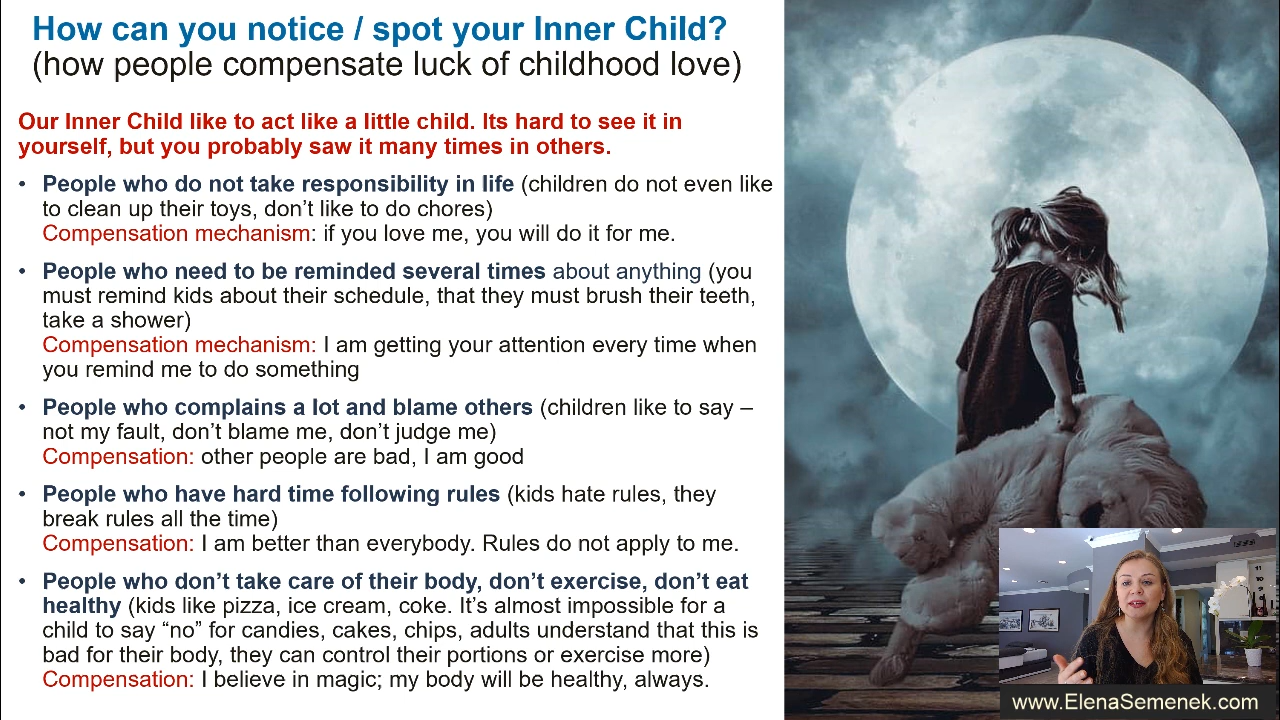 How can you notice / spot your Inner Child?
(how people compensate luck of childhood love)
Our Inner Child like to act like a little child. Its hard to see it in
yourself, but you probably saw it many times in others.
• People who do not take responsibility in life (children do not even like
to clean up their toys, don’t like to do chores)
Compensation mechanism: if you love me, you will do it for me.
• People who need to be reminded several times about anything (you
must remind kids about their schedule, that they must brush their teeth,
take a shower)
Compensation mechanism: I am getting your attention every time when
you remind me to do something
• People who complains a lot and blame others (children like to say –
not my fault, don’t blame me, don’t judge me)
Compensation: other people are bad, I am good
• People who have hard time following rules (kids hate rules, they
break rules all the time)
Compensation: I am better than everybody. Rules do not apply to me.
• People who don’t take care of their body, don’t exercise, don’t eat
healthy (kids like pizza, ice cream, coke. It’s almost impossible for a
child to say “no” for candies, cakes, chips, adults understand that this is
bad for their body, they can control their portions or exercise more)
Compensation: I believe in magic; my body will be healthy, always.
www.ElenaSemenek.com